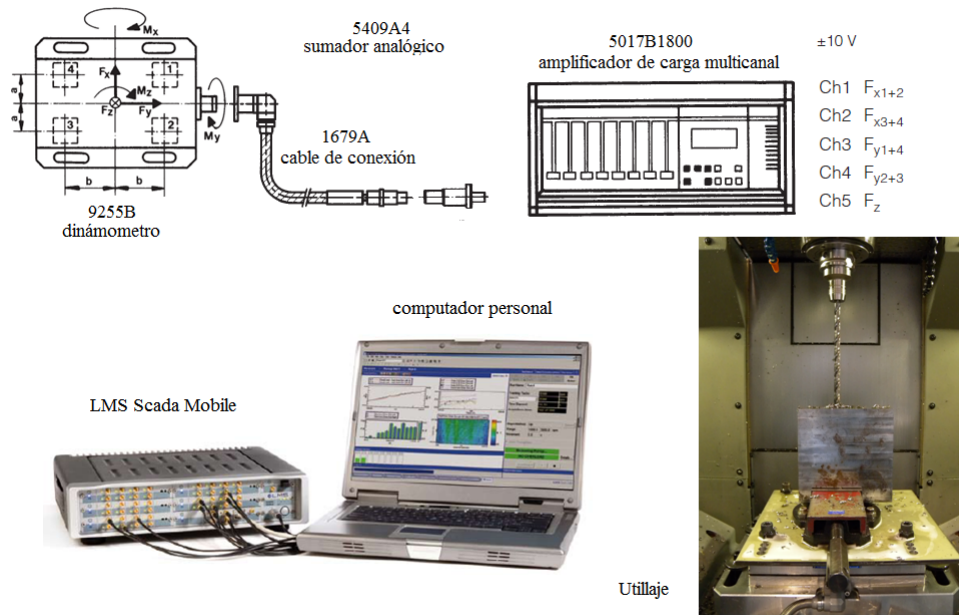 Mx
5409A4
sumador analógico
5017B1800
amplificador de carga multicanal
±10 V
4
1
Fx
Mz
Fz
Fy
a
a
3
2
My
b
b
1679A
cable de conexión
Ch1 Fx1+2
Ch2 Fx3+4
Ch3 Fy1+4
Ch4 Fy2+3
Ch5 Fz
9255B
dinámometro
computador personal
LMS Scada Mobile
Utillaje